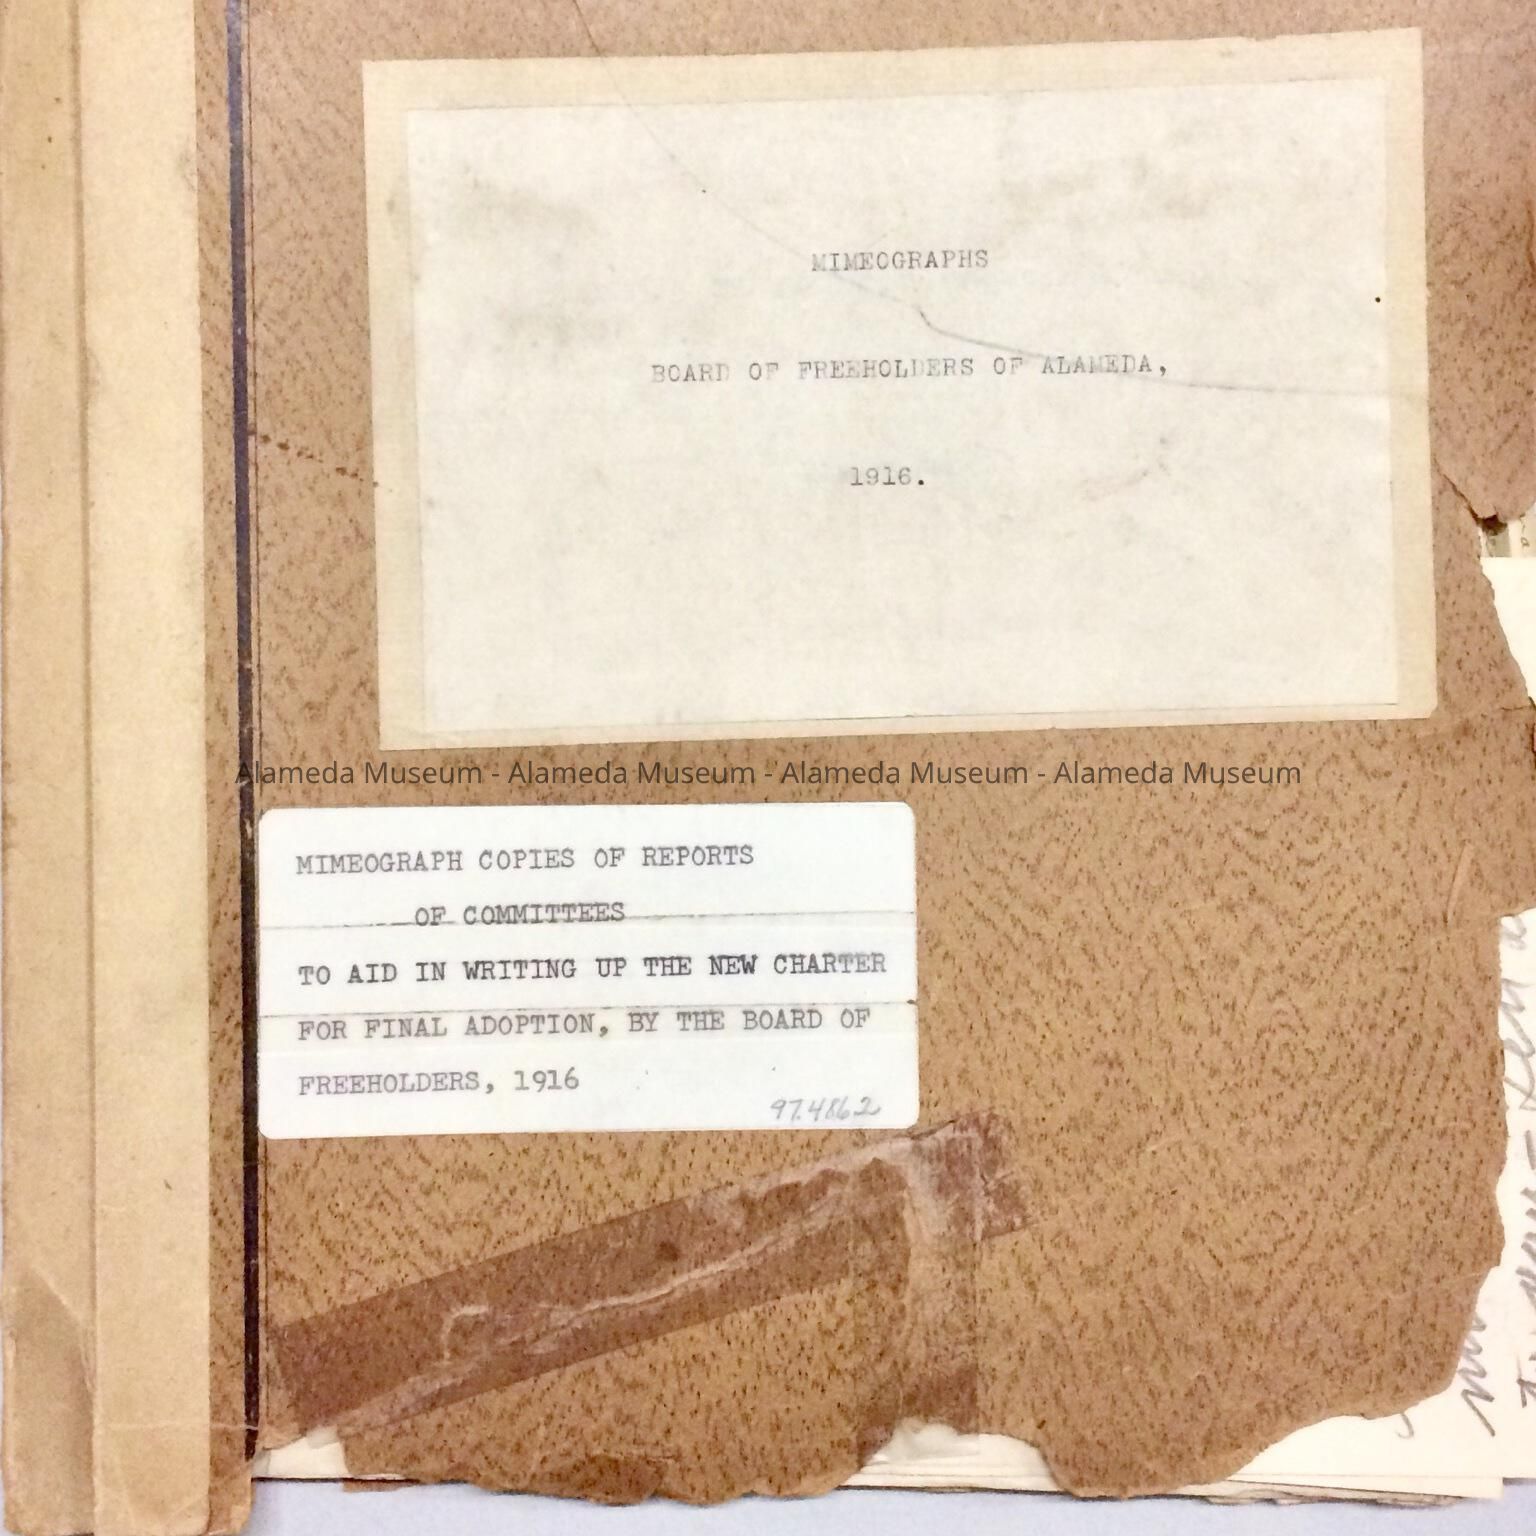 MIMEOGRAPHS
BOARD OF FREEHOLDERS OF ALAMEDA,
1916.
Alameda Museum - Alameda Museum - Alameda Museum - Alameda Museum
MIMEOGRAPH COPIES OF REPORTS
OF COMMITTEES
TO AID IN WRITING UP THE NEW CHARTER
FOR FINAL ADOPTION, BY THE BOARD OF
FREEHOLDERS, 1916
97.486.2